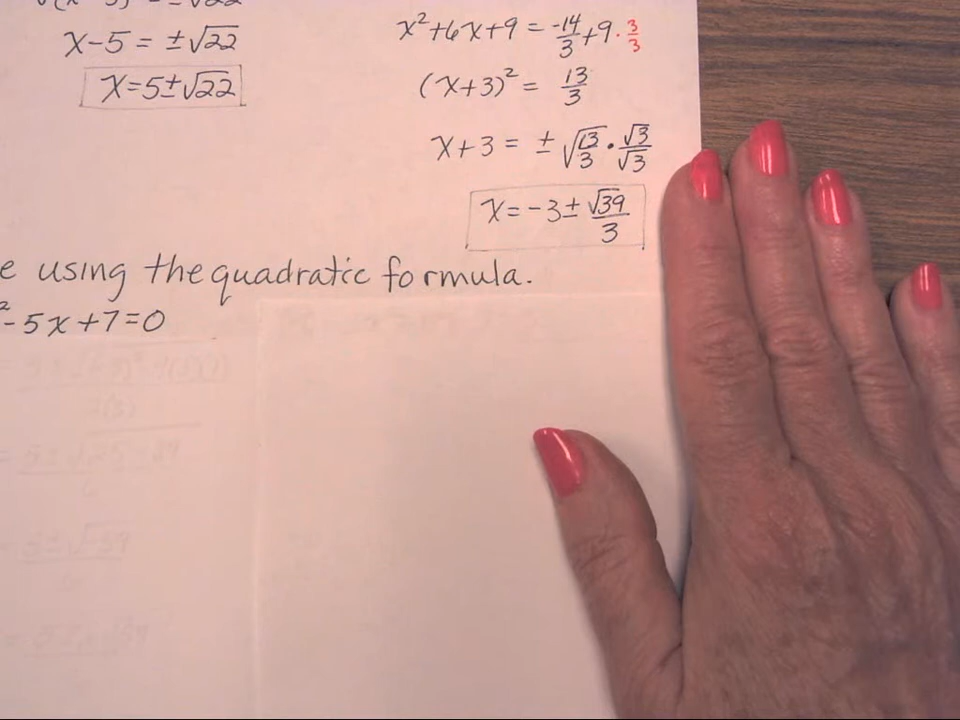 x-5 = ±√22
x=5±√22
x²+6x+9 = -14/3 +9 · 3/3
(x+3)² = 13/3
x+3 = ± √13/3 · √3/√3
x = -3 ± √39/3
e using the quadratic formula.
²-5x+7=0